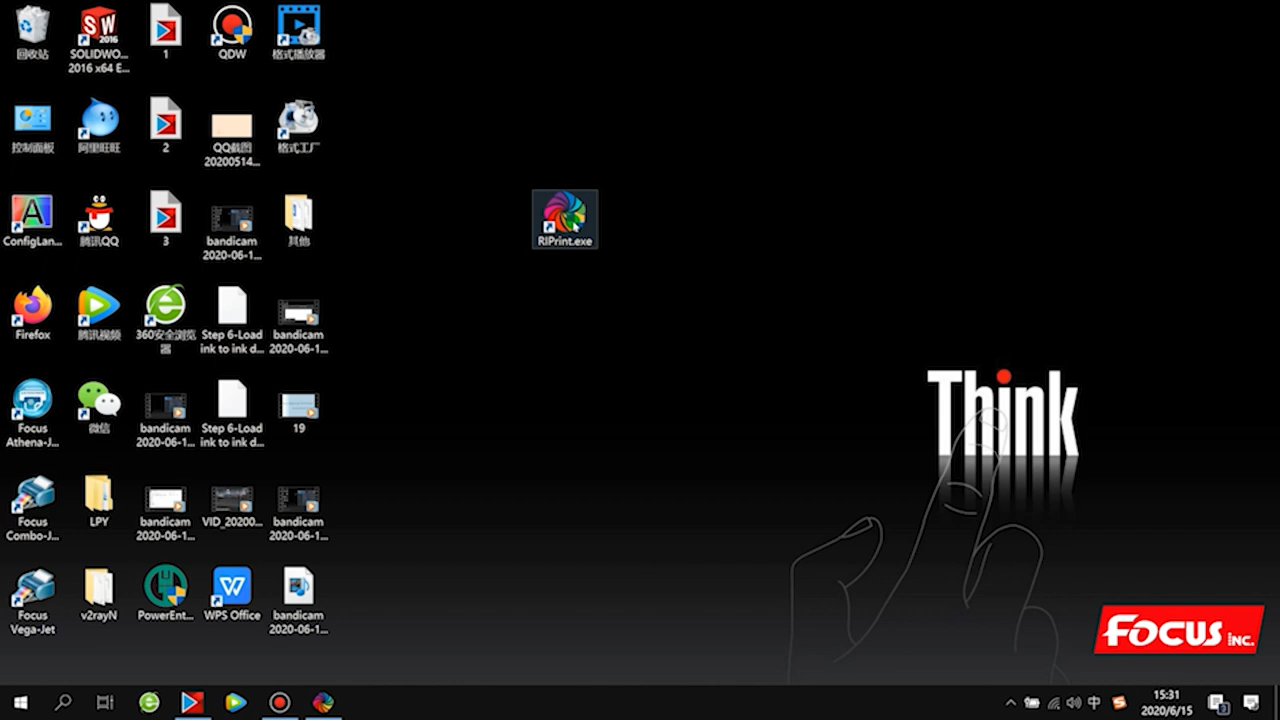 回收站
SOLIDWO...
2016 x64 E...
1
QDW
格式播放器
控制面板
阿里旺旺
2
QQ截图
20200514...
格式工厂
ConfigLan...
腾讯QQ
3
bandicam
2020-06-1...
其他
Firefox
腾讯视频
360安全浏览
器
Step 6-Load
ink to ink d...
bandicam
2020-06-1...
Focus
Athena-J...
微信
bandicam
2020-06-1...
Step 6-Load
ink to ink d...
19
Focus
Combo-J...
LPY
bandicam
2020-06-1...
VID_20200...
bandicam
2020-06-1...
Focus
Vega-Jet
v2rayN
PowerEnt...
WPS Office
bandicam
2020-06-1...
RIPrint.exe
Think
FOCUS INC.
中
15:31
2020/6/15
3